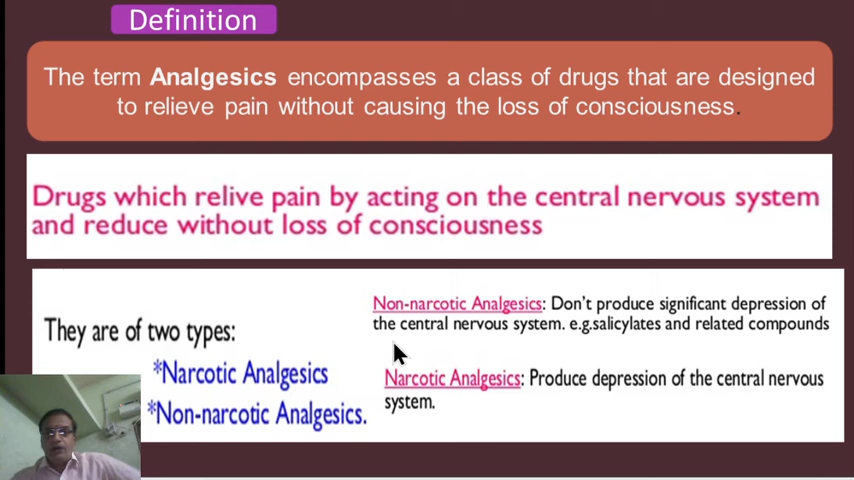 Definition
The term Analgesics encompasses a class of drugs that are designed
to relieve pain without causing the loss of consciousness.
Drugs which relive pain by acting on the central nervous system
and reduce without loss of consciousness
They are of two types:
*Narcotic Analgesics
*Non-narcotic Analgesics.
Non-narcotic Analgesics: Don't produce significant depression of
the central nervous system. e.g.salicylates and related compounds
Narcotic Analgesics: Produce depression of the central nervous
system.